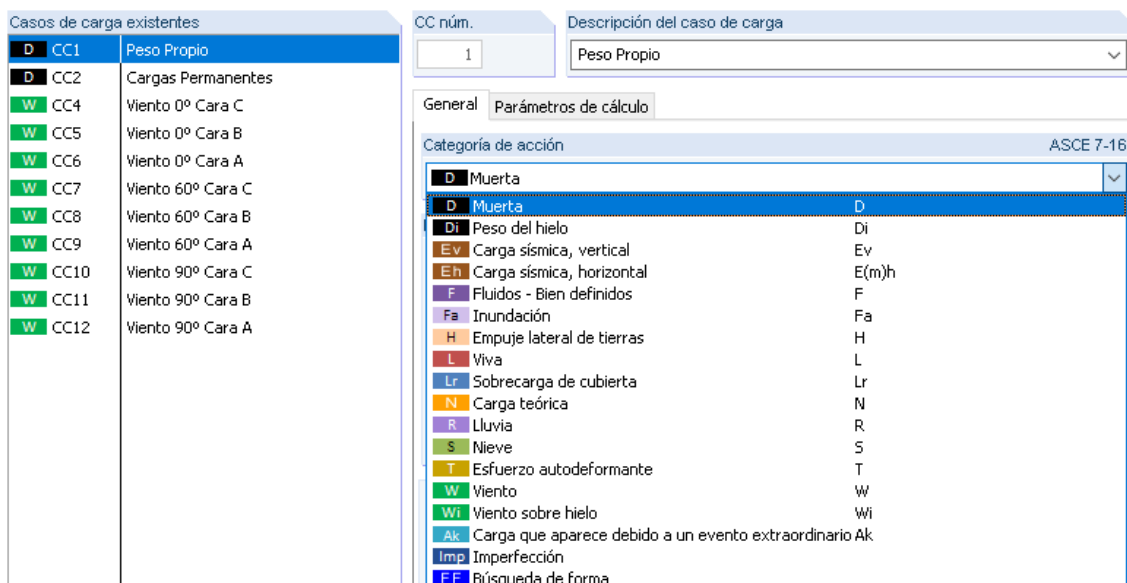 Casos de carga existentes
D CC1 Peso Propio
D CC2 Cargas Permanentes
W CC4 Viento 0º Cara C
W CC5 Viento 0º Cara B
W CC6 Viento 0º Cara A
W CC7 Viento 60º Cara C
W CC8 Viento 60º Cara B
W CC9 Viento 60º Cara A
W CC10 Viento 90º Cara C
W CC11 Viento 90º Cara B
W CC12 Viento 90º Cara A
CC núm.
1
Descripción del caso de carga
Peso Propio
General Parámetros de cálculo
Categoría de acción ASCE 7-16
D Muerta
D Muerta D
Di Peso del hielo Di
Ev Carga sísmica, vertical Ev
Eh Carga sísmica, horizontal E(m)h
F Fluidos - Bien definidos F
Fa Inundación Fa
H Empuje lateral de tierras H
L Viva L
Lr Sobrecarga de cubierta Lr
N Carga teórica N
R Lluvia R
S Nieve S
T Esfuerzo autodeformante T
W Viento W
Wi Viento sobre hielo Wi
Ak Carga que aparece debido a un evento extraordinario Ak
Imp Imperfección
FF Búsqueda de forma